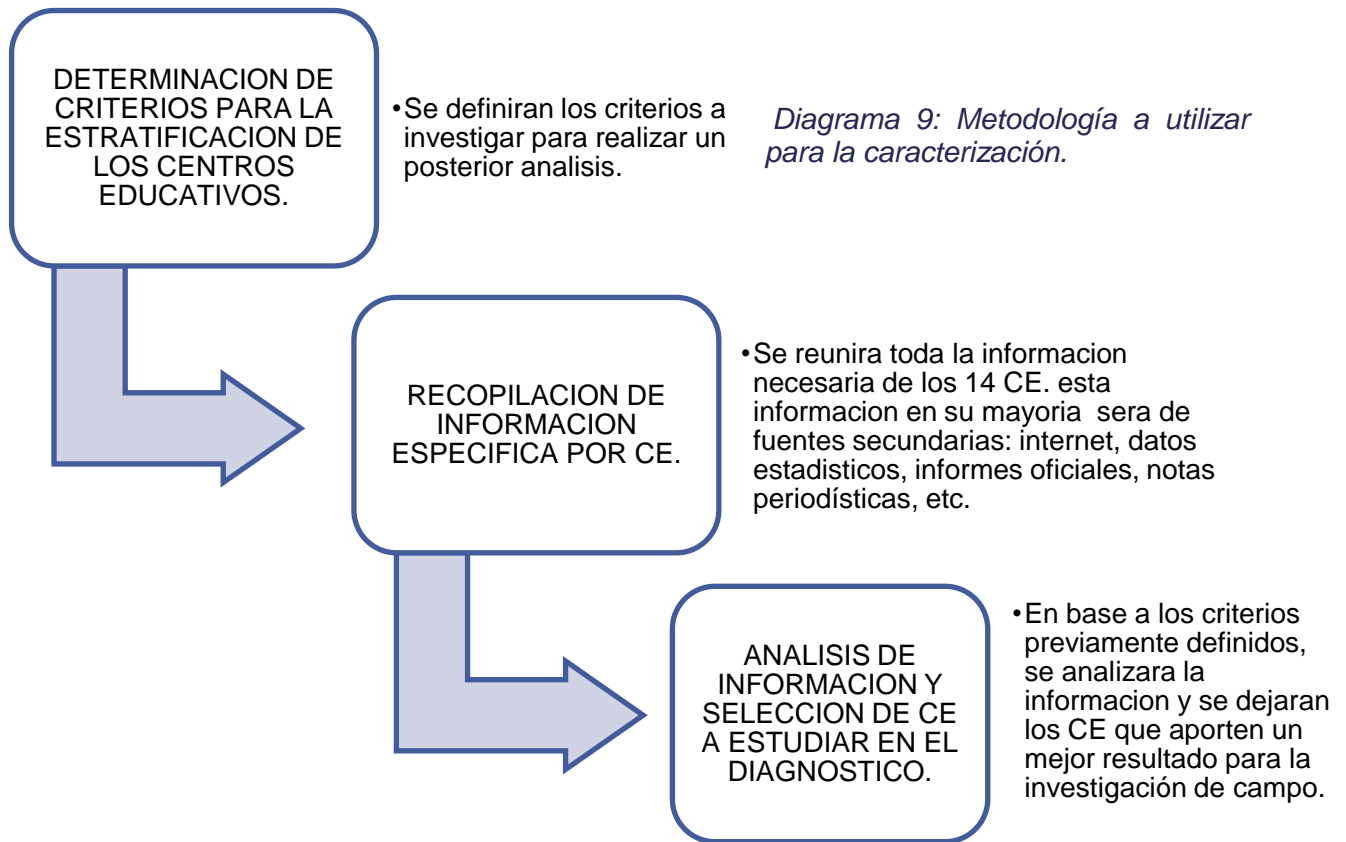 DETERMINACION DE
CRITERIOS PARA LA
ESTRATIFICACION DE
LOS CENTROS
EDUCATIVOS.
•Se definiran los criterios a
investigar para realizar un
posterior analisis.
Diagrama 9: Metodología a utilizar
para la caracterización.
RECOPILACION DE
INFORMACION
ESPECIFICA POR CE.
•Se reunira toda la informacion
necesaria de los 14 CE. esta
informacion en su mayoria sera de
fuentes secundarias: internet, datos
estadisticos, informes oficiales, notas
periodísticas, etc.
ANALISIS DE
INFORMACION Y
SELECCION DE CE
A ESTUDIAR EN EL
DIAGNOSTICO.
•En base a los criterios
previamente definidos,
se analizara la
informacion y se dejaran
los CE que aporten un
mejor resultado para la
investigación de campo.